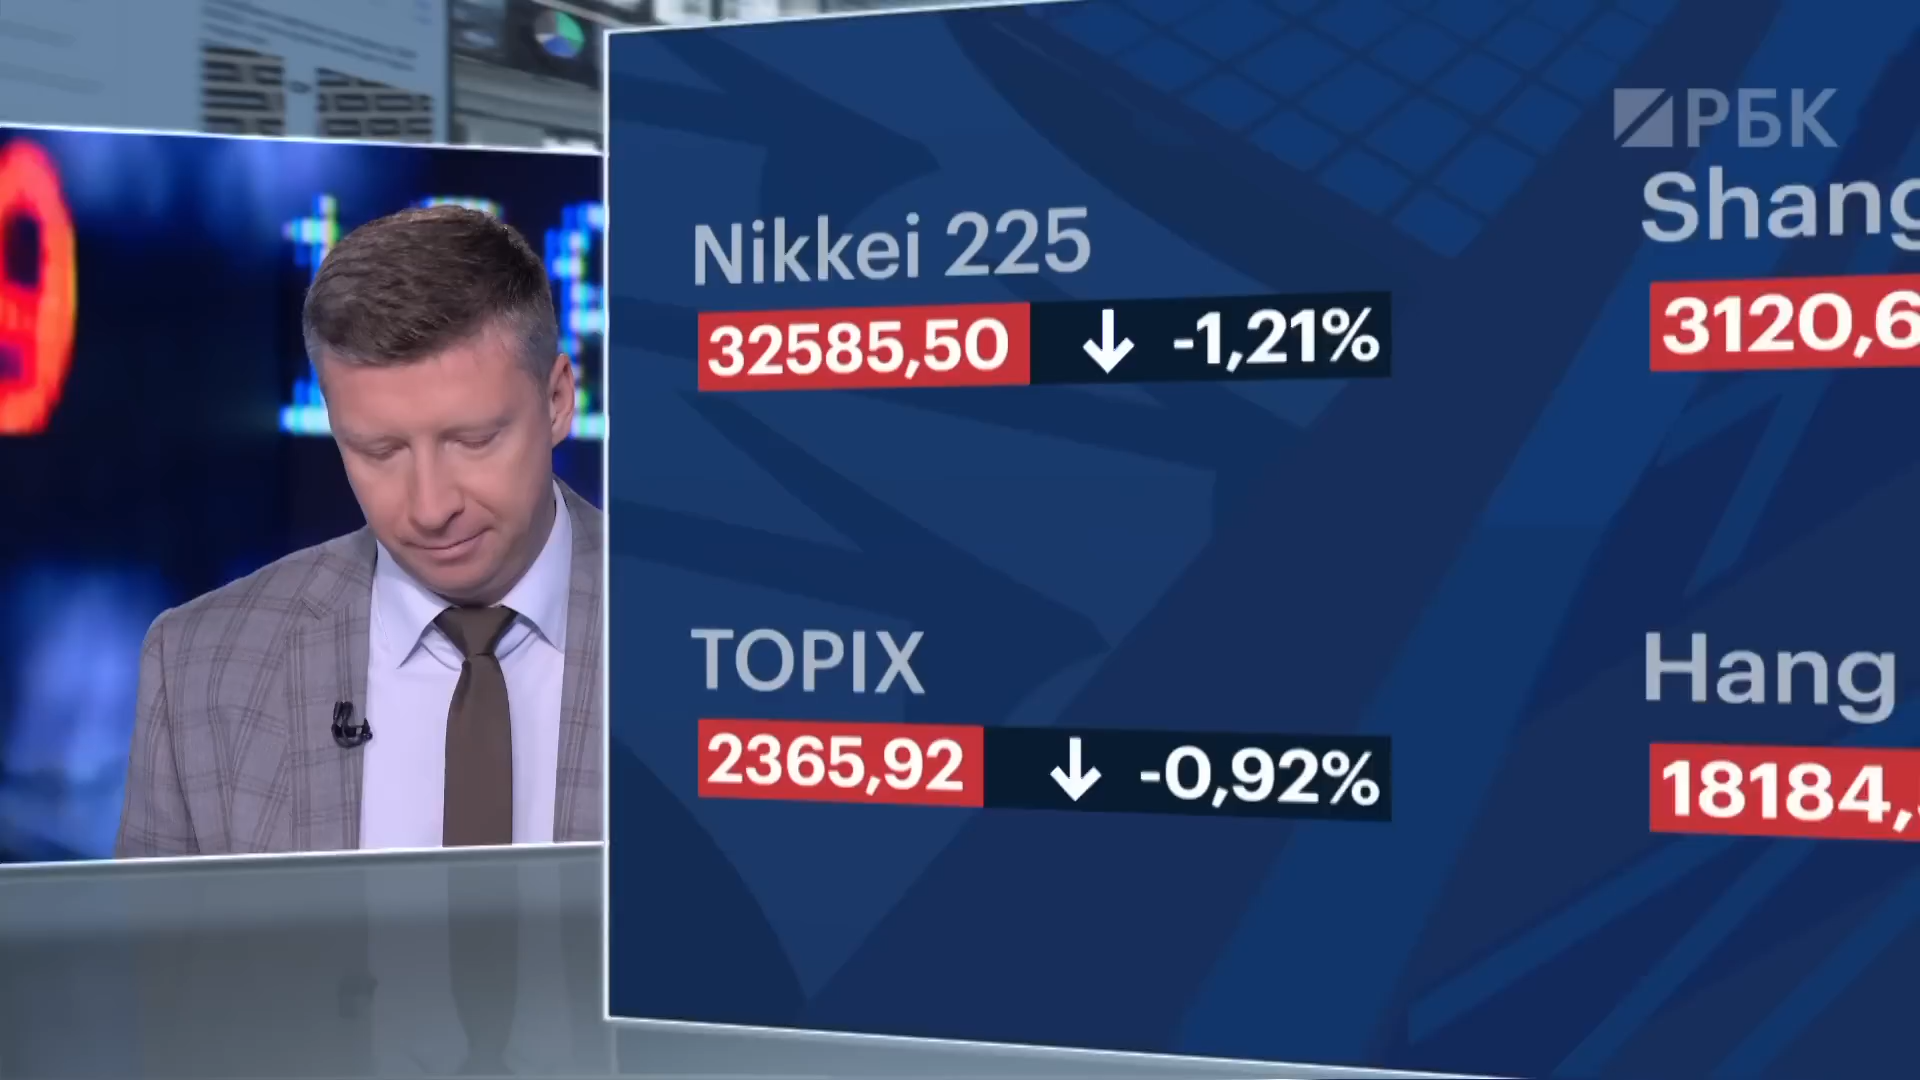 РБК
Nikkei 225
32585,50 ↓ -1,21%
Shang
3120,6
TOPIX
2365,92 ↓ -0,92%
Hang
18184,